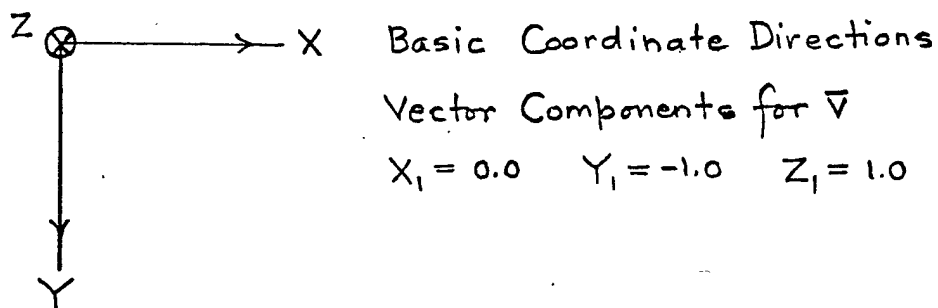 Z X Basic Coordinate Directions
Vector Components for V̄
X₁ = 0.0 Y₁ = -1.0 Z₁ = 1.0
Y